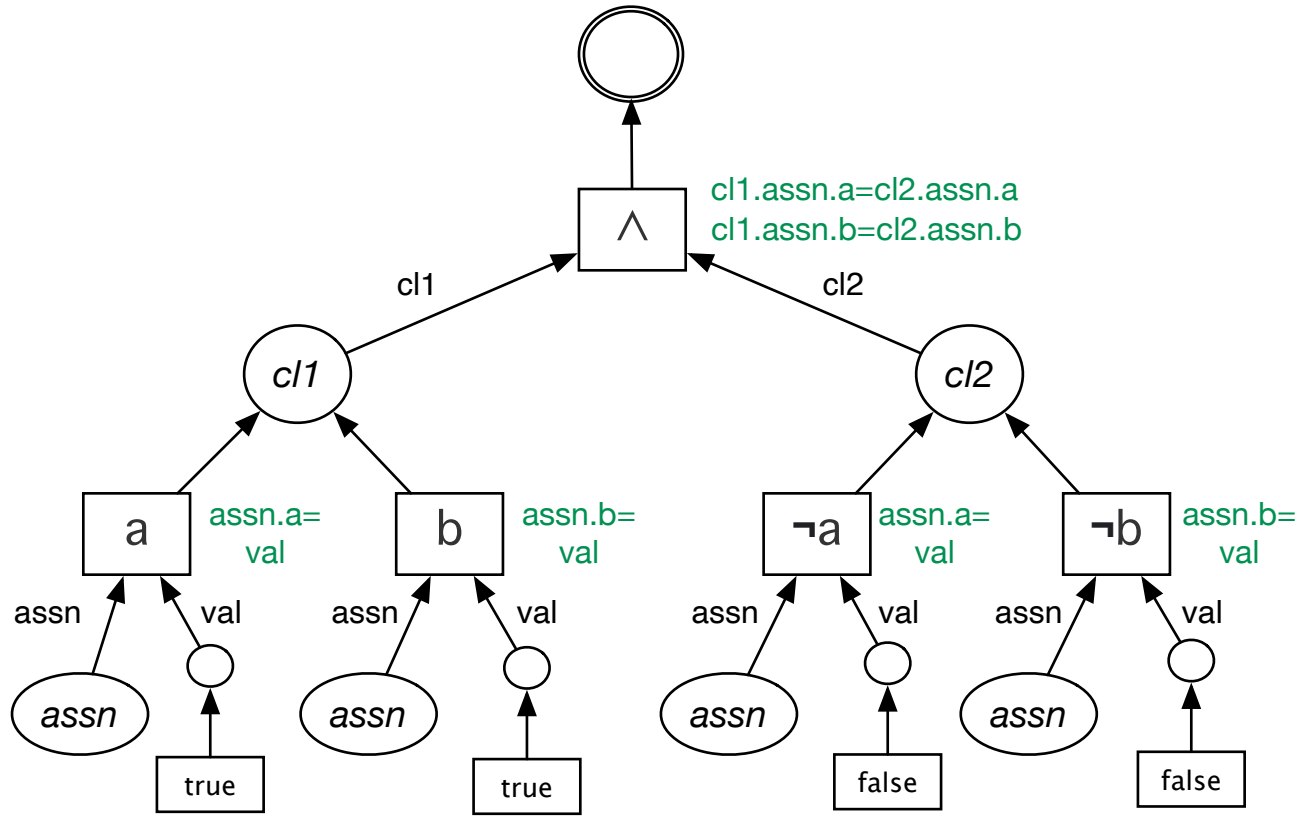 cl1.assn.a=cl2.assn.a
∧
cl1.assn.b=cl2.assn.b
cl1
cl2
cl1
cl2
a
assn.a=
val
b
assn.b=
val
¬a
assn.a=
val
¬b
assn.b=
val
assn
val
assn
val
assn
val
assn
val
assn
assn
assn
assn
true
true
false
false